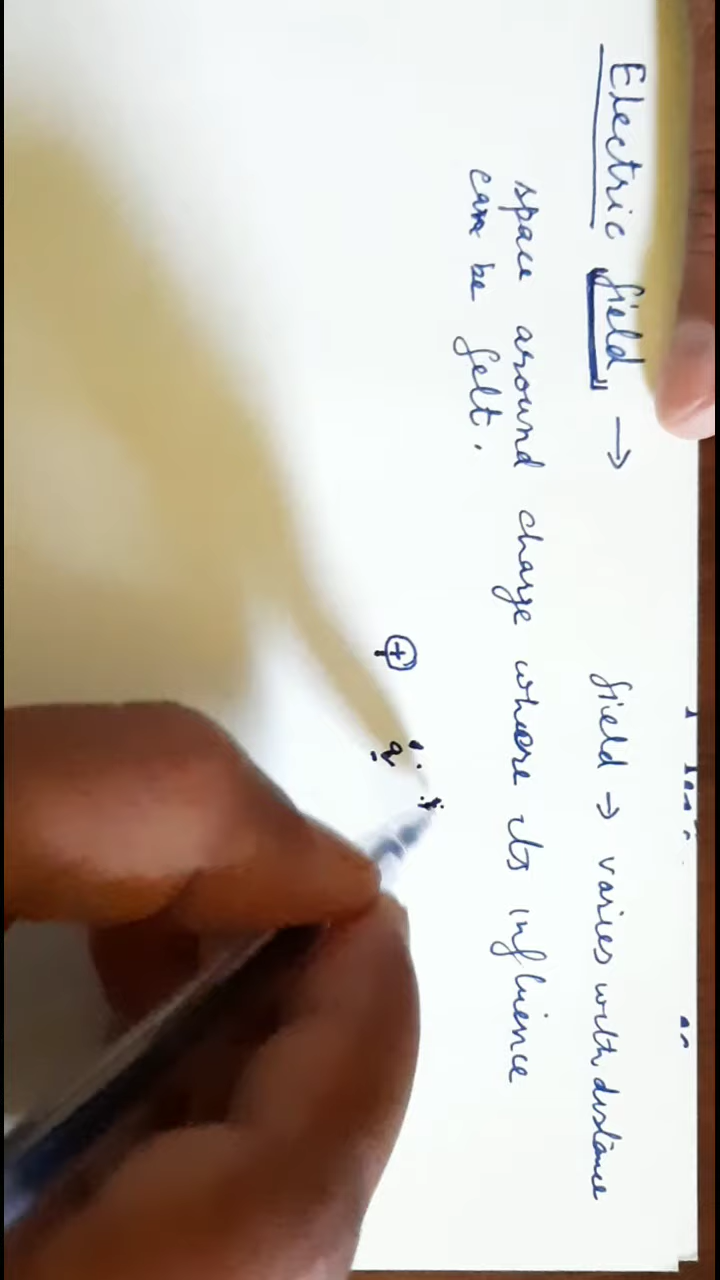 Electric field →
field → varies with distance
space around charge where its influence
can be felt.
+
q